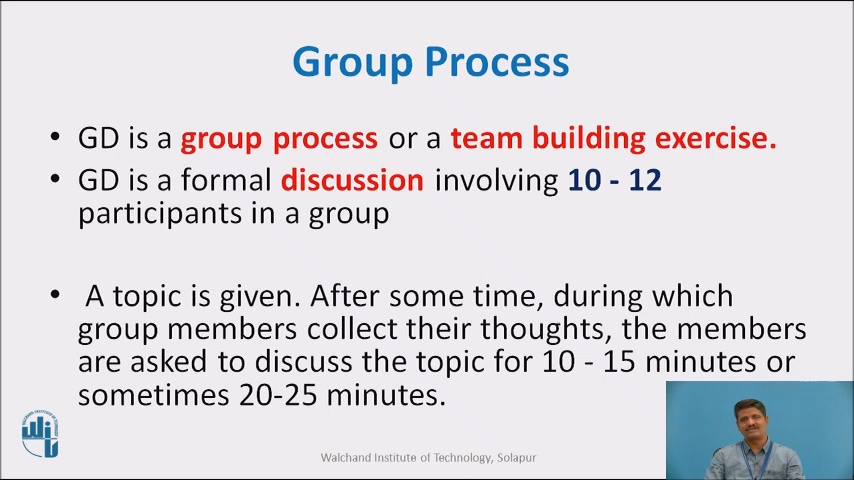 Group Process
• GD is a group process or a team building exercise.
• GD is a formal discussion involving 10 - 12
participants in a group
• A topic is given. After some time, during which
group members collect their thoughts, the members
are asked to discuss the topic for 10 - 15 minutes or
sometimes 20-25 minutes.
Walchand Institute of Technology, Solapur